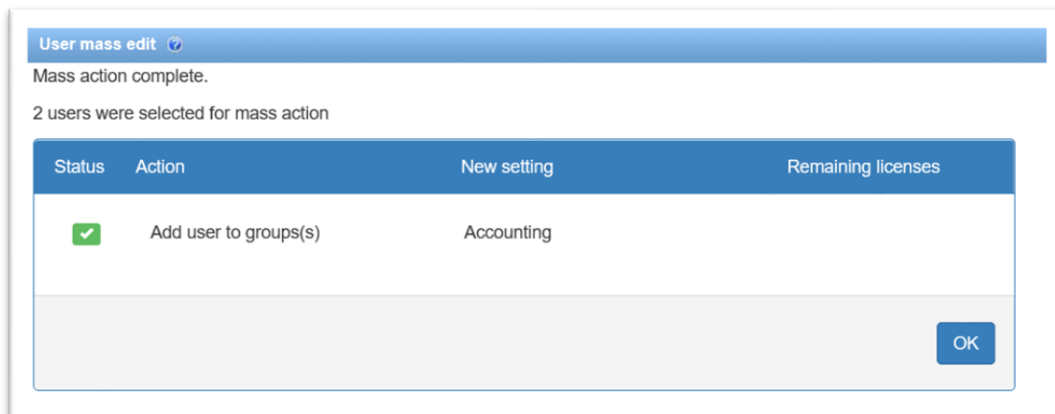 User mass edit
Mass action complete.
2 users were selected for mass action
Status Action New setting Remaining licenses
Add user to groups(s) Accounting
OK